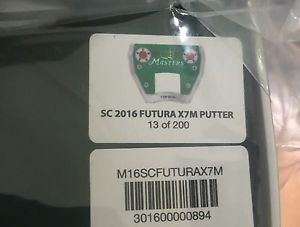 MASTERS
SC 2016 FUTURA X7M PUTTER
13 of 200
M16SCFUTURAX7M
301600000894